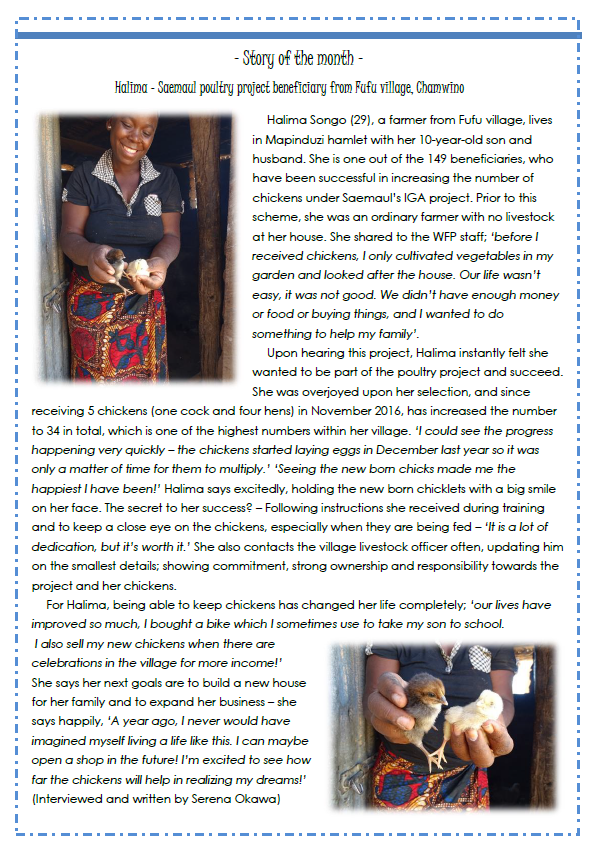 - Story of the month -
Halima - Saemaul poultry project beneficiary from Fufu village, Chamwino
Halima Songo (29), a farmer from Fufu village, lives
in Mapinduzi hamlet with her 10-year-old son and
husband. She is one out of the 149 beneficiaries, who
have been successful in increasing the number of
chickens under Saemaul's IGA project. Prior to this
scheme, she was an ordinary farmer with no livestock
at her house. She shared to the WFP staff; 'before I
received chickens, I only cultivated vegetables in my
garden and looked after the house. Our life wasn't
easy, it was not good. We didn't have enough money
or food or buying things, and I wanted to do
something to help my family'.
Upon hearing this project, Halima instantly felt she
wanted to be part of the poultry project and succeed.
She was overjoyed upon her selection, and since
receiving 5 chickens (one cock and four hens) in November 2016, has increased the number
to 34 in total, which is one of the highest numbers within her village. 'I could see the progress
happening very quickly – the chickens started laying eggs in December last year so it was
only a matter of time for them to multiply.' 'Seeing the new born chicks made me the
happiest I have been!' Halima says excitedly, holding the new born chicklets with a big smile
on her face. The secret to her success? – Following instructions she received during training
and to keep a close eye on the chickens, especially when they are being fed – 'It is a lot of
dedication, but it's worth it.' She also contacts the village livestock officer often, updating him
on the smallest details; showing commitment, strong ownership and responsibility towards the
project and her chickens.
For Halima, being able to keep chickens has changed her life completely; 'our lives have
improved so much, I bought a bike which I sometimes use to take my son to school.
I also sell my new chickens when there are
celebrations in the village for more income!'
She says her next goals are to build a new house
for her family and to expand her business – she
says happily, 'A year ago, I never would have
imagined myself living a life like this. I can maybe
open a shop in the future! I'm excited to see how
far the chickens will help in realizing my dreams!'
(Interviewed and written by Serena Okawa)